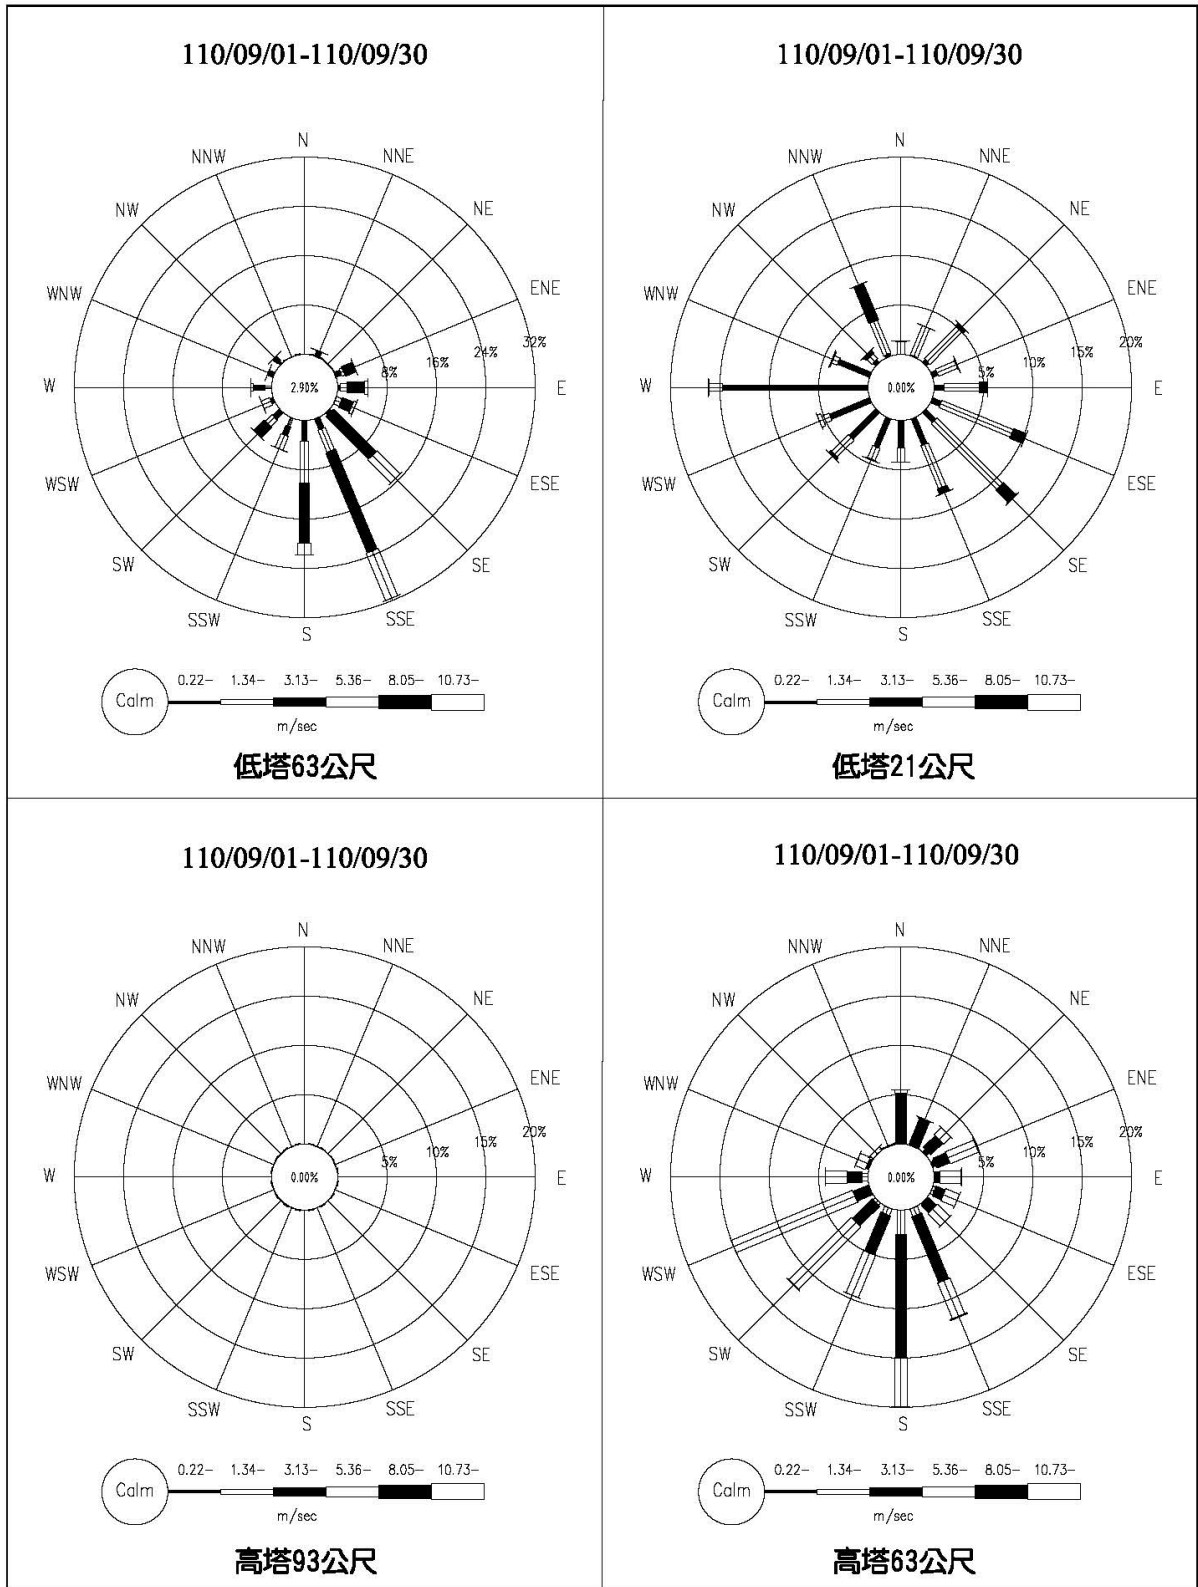 110/09/01-110/09/30
N
NNW
NNE
NW
NE
WNW
ENE
32%
24%
16%
8%
W
2.90%
E
WSW
ESE
SW
SE
SSW
SSE
S
Calm
0.22- 1.34- 3.13- 5.36- 8.05- 10.73-
m/sec
低塔63公尺
110/09/01-110/09/30
N
NNW
NNE
NW
NE
WNW
ENE
20%
15%
10%
5%
W
0.00%
E
WSW
ESE
SW
SE
SSW
SSE
S
Calm
0.22- 1.34- 3.13- 5.36- 8.05- 10.73-
m/sec
低塔21公尺
110/09/01-110/09/30
N
NNW
NNE
NW
NE
WNW
ENE
20%
15%
10%
5%
W
0.00%
E
WSW
ESE
SW
SE
SSW
SSE
S
Calm
0.22- 1.34- 3.13- 5.36- 8.05- 10.73-
m/sec
高塔93公尺
110/09/01-110/09/30
N
NNW
NNE
NW
NE
WNW
ENE
20%
15%
10%
5%
W
0.00%
E
WSW
ESE
SW
SE
SSW
SSE
S
Calm
0.22- 1.34- 3.13- 5.36- 8.05- 10.73-
m/sec
高塔63公尺